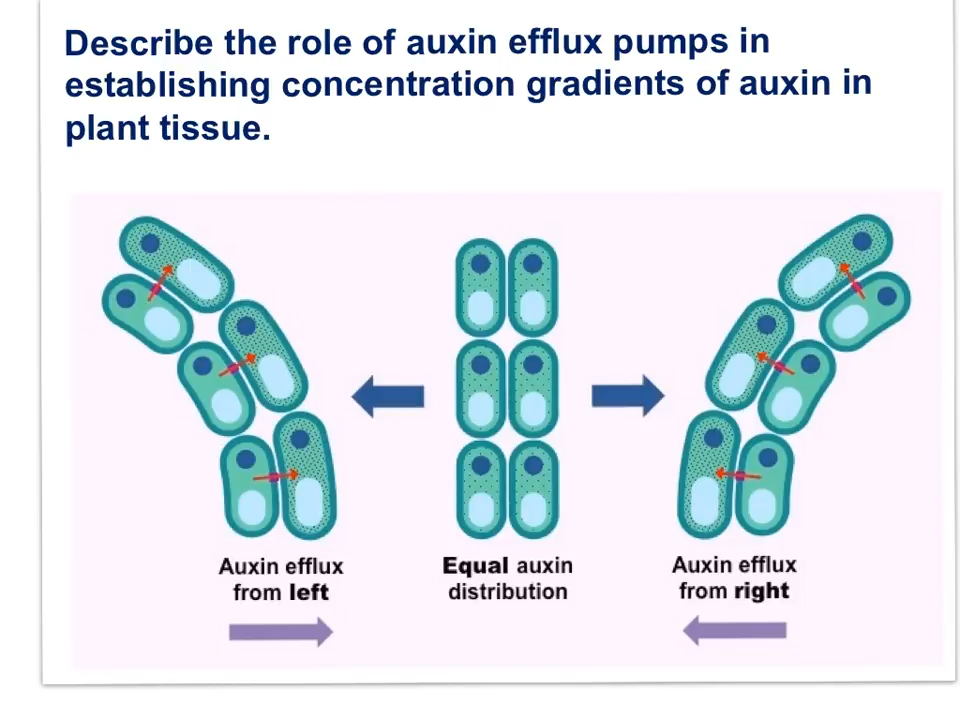 Describe the role of auxin efflux pumps in
establishing concentration gradients of auxin in
plant tissue.
Auxin efflux
from left
Equal auxin
distribution
Auxin efflux
from right